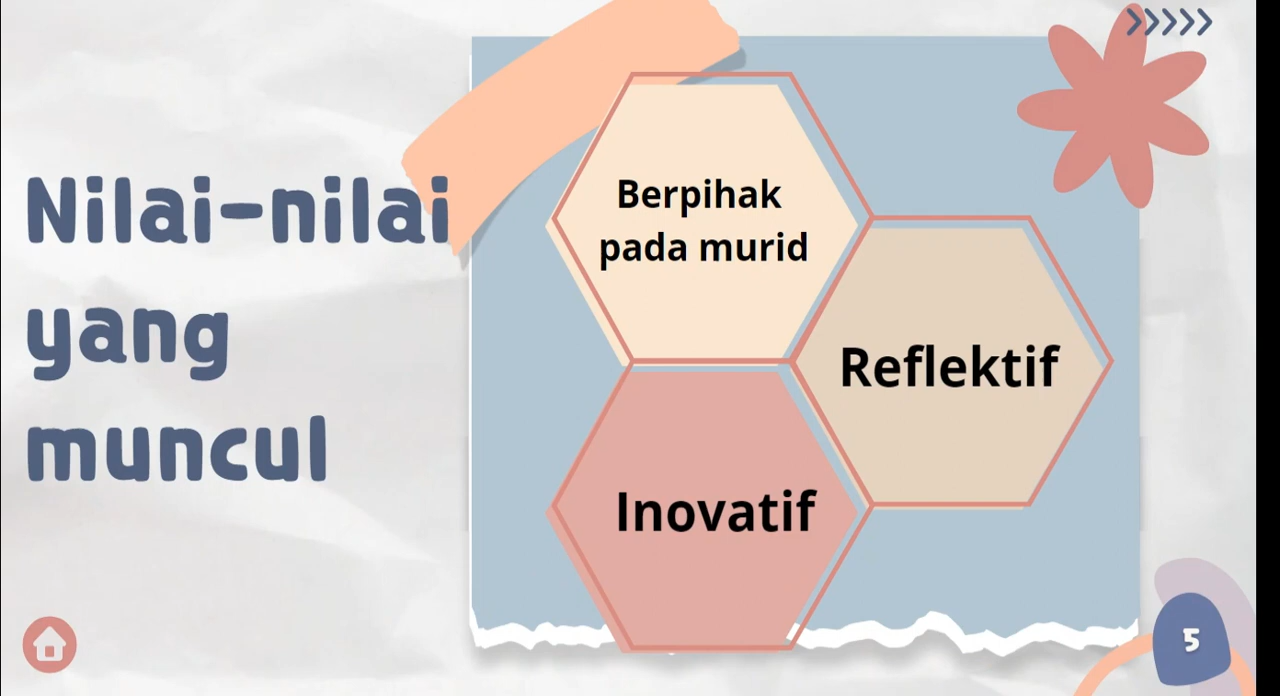 Nilai-nilai
yang
muncul
Berpihak
pada murid
Reflektif
Inovatif
5